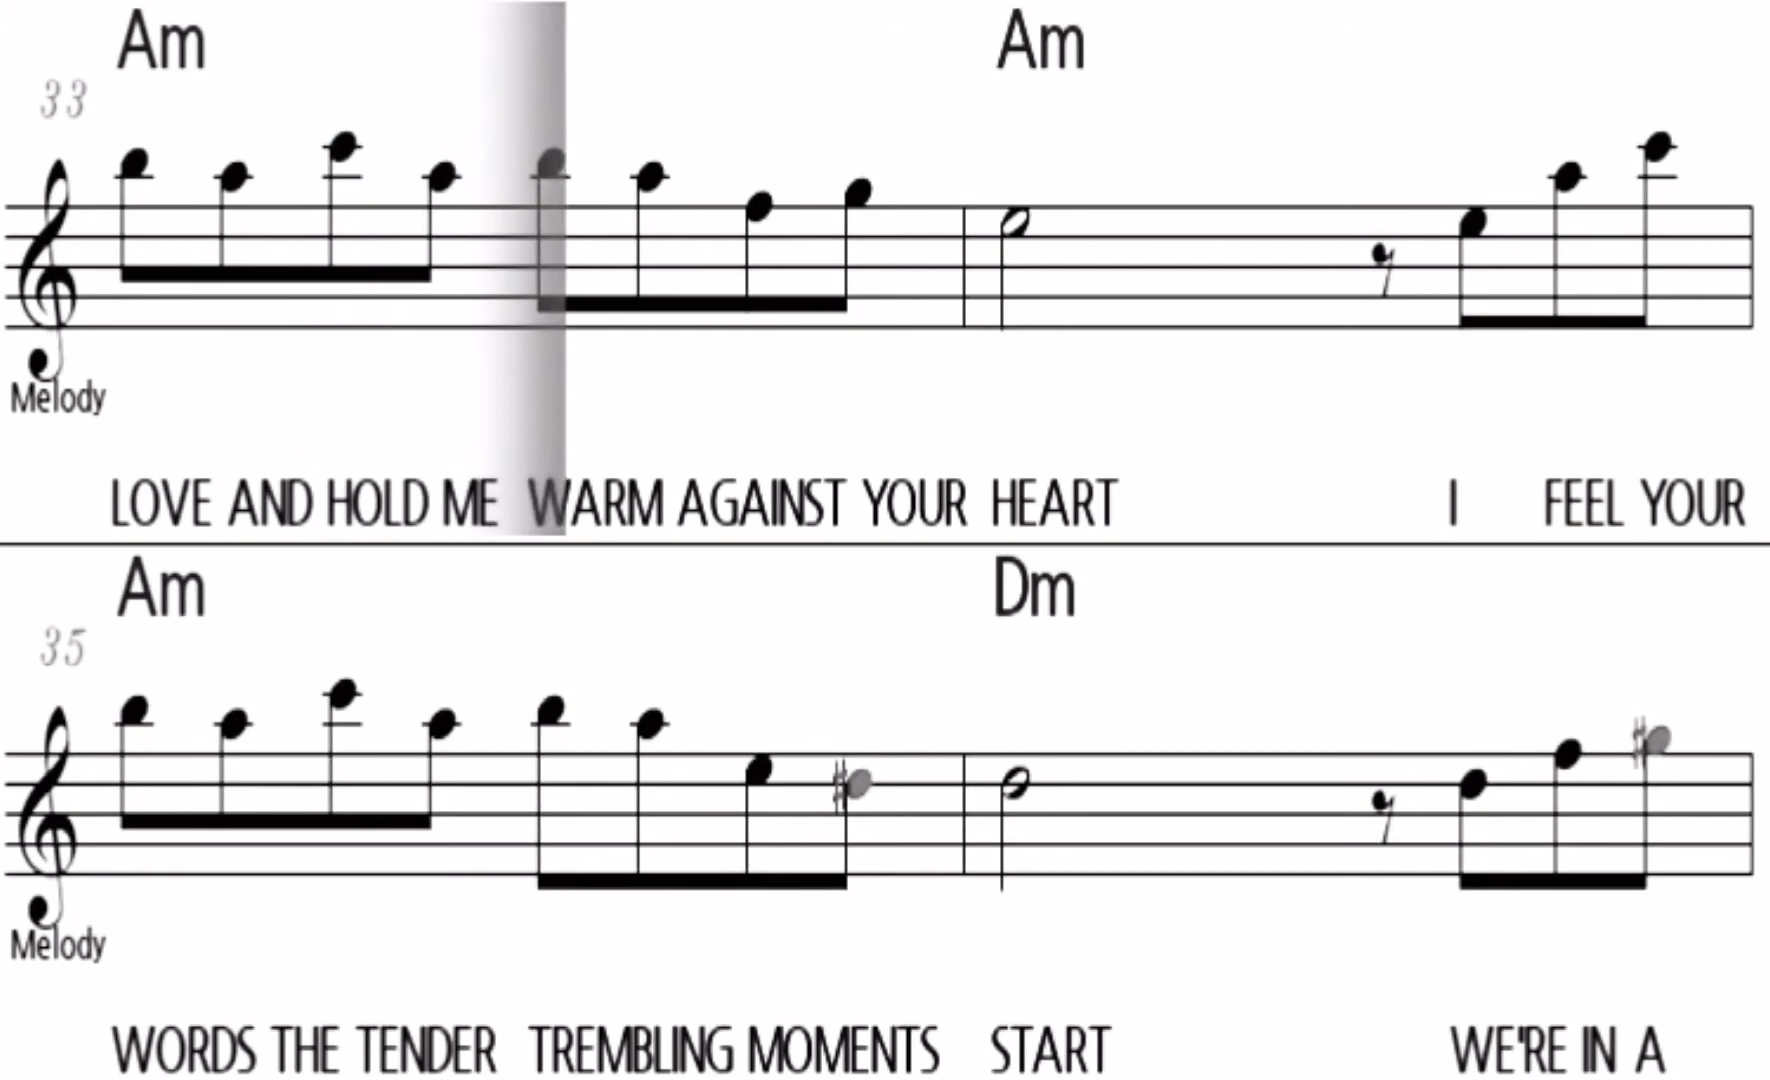 Am Am
33
Melody
LOVE AND HOLD ME WARM AGAINST YOUR HEART I FEEL YOUR
Am Dm
35
Melody
WORDS THE TENDER TREMBLING MOMENTS START WE'RE IN A